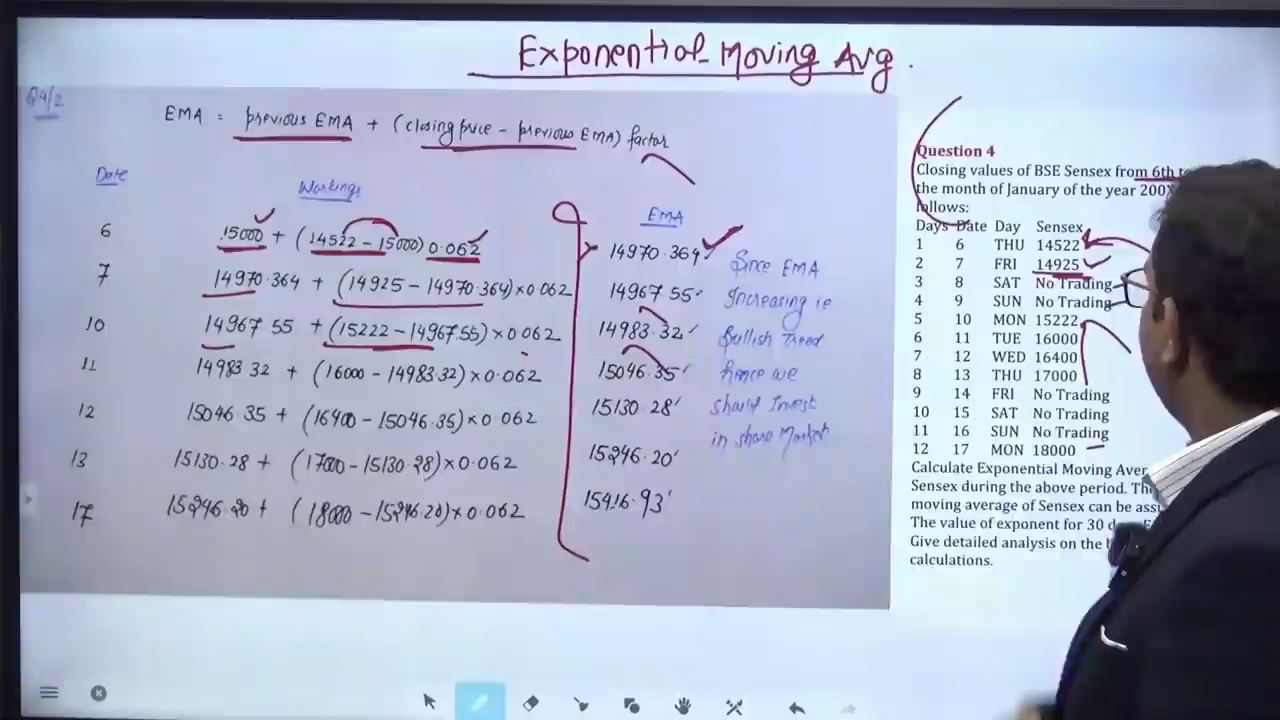 Exponential Moving Avg.
Q4/2
EMA = previous EMA + (closing price - previous EMA) factor
Date
Workings
EMA
6 15000 + (14522 - 15000) 0.062 14970.364
7 14970.364 + (14925 - 14970.364) x 0.062 14967.55
10 14967.55 + (15222 - 14967.55) x 0.062 14983.32
11 14983.32 + (16000 - 14983.32) x 0.062 15046.35
12 15046.35 + (16400 - 15046.35) x 0.062 15130.28
13 15130.28 + (17000 - 15130.28) x 0.062 15246.20
17 15246.20 + (18000 - 15246.20) x 0.062 15416.93
Since EMA
Increasing ie
Bullish Trend
hence we
should Invest
in share Market
Question 4
Closing values of BSE Sensex from 6th
the month of January of the year 200X
follows:
Days Date Day Sensex
1 6 THU 14522
2 7 FRI 14925
3 8 SAT No Trading
4 9 SUN No Trading
5 10 MON 15222
6 11 TUE 16000
7 12 WED 16400
8 13 THU 17000
9 14 FRI No Trading
10 15 SAT No Trading
11 16 SUN No Trading
12 17 MON 18000
Calculate Exponential Moving
Sensex during the above period.
moving average of Sensex can be
The value of exponent for 30
Give detailed analysis on the
calculations.